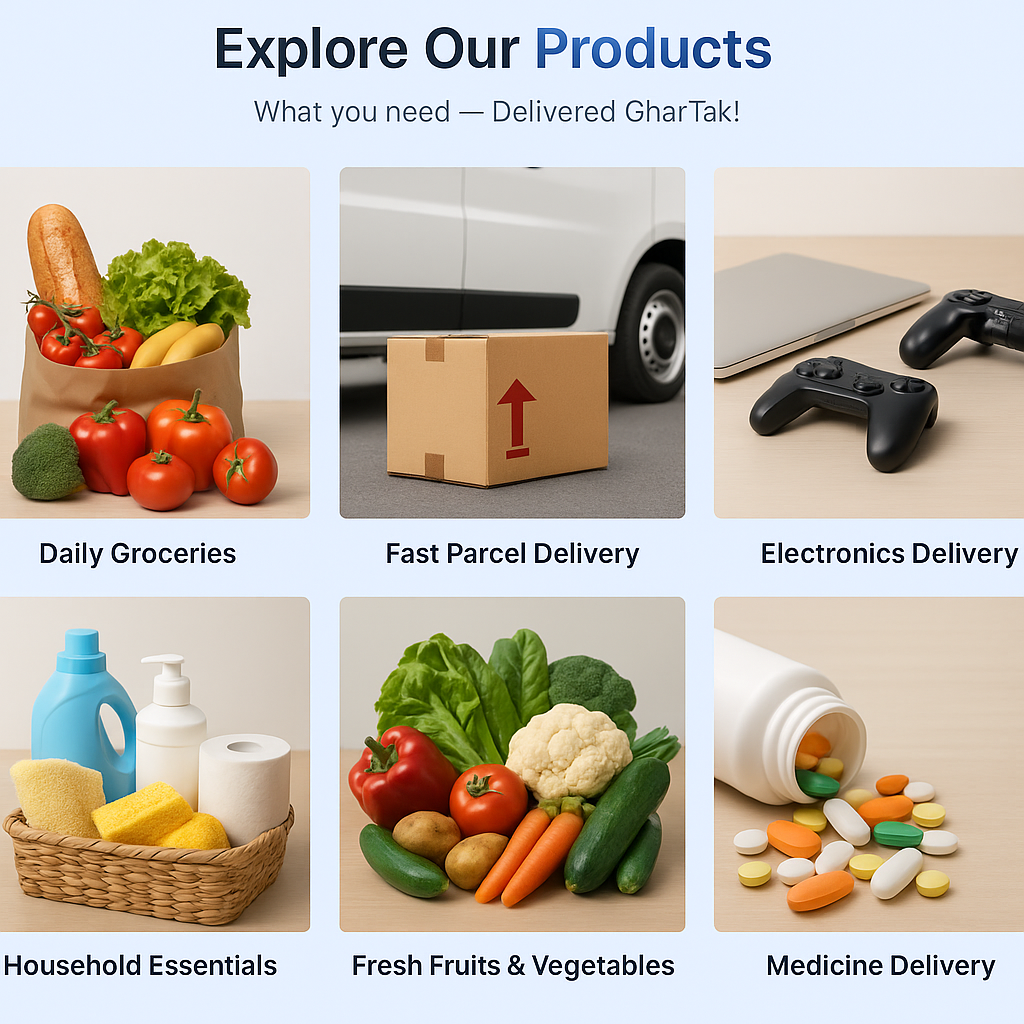 Explore Our Products
What you need — Delivered GharTak!
Daily Groceries
Fast Parcel Delivery
Electronics Delivery
Household Essentials
Fresh Fruits & Vegetables
Medicine Delivery